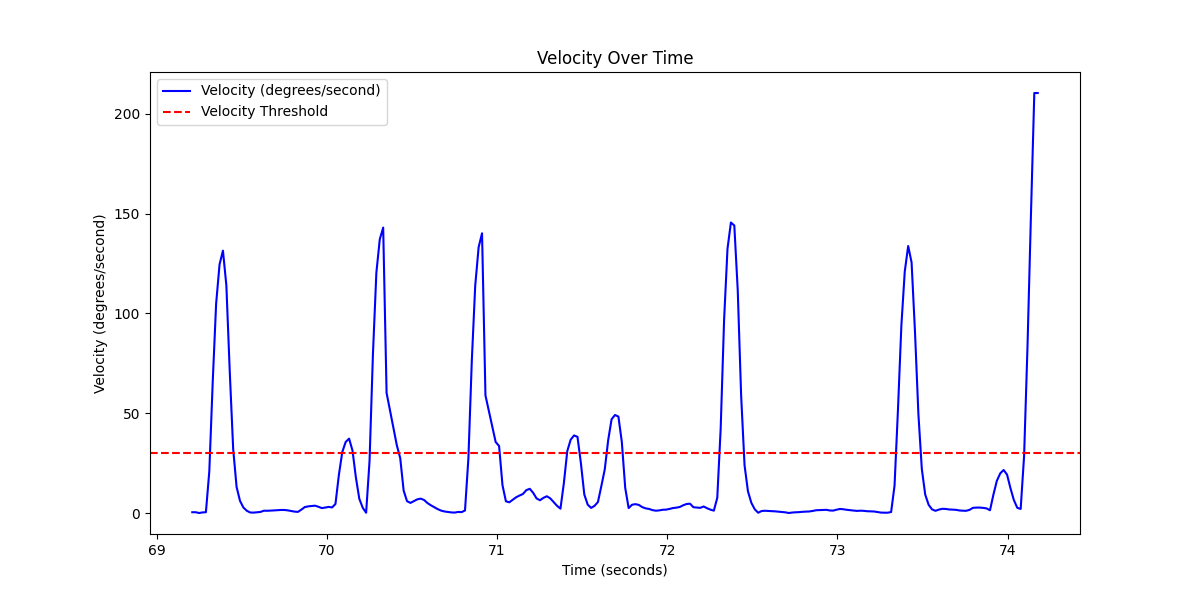 Velocity Over Time
Velocity (degrees/second)
Velocity Threshold
Velocity (degrees/second)
200
150
100
50
0
69 70 71 72 73 74
Time (seconds)